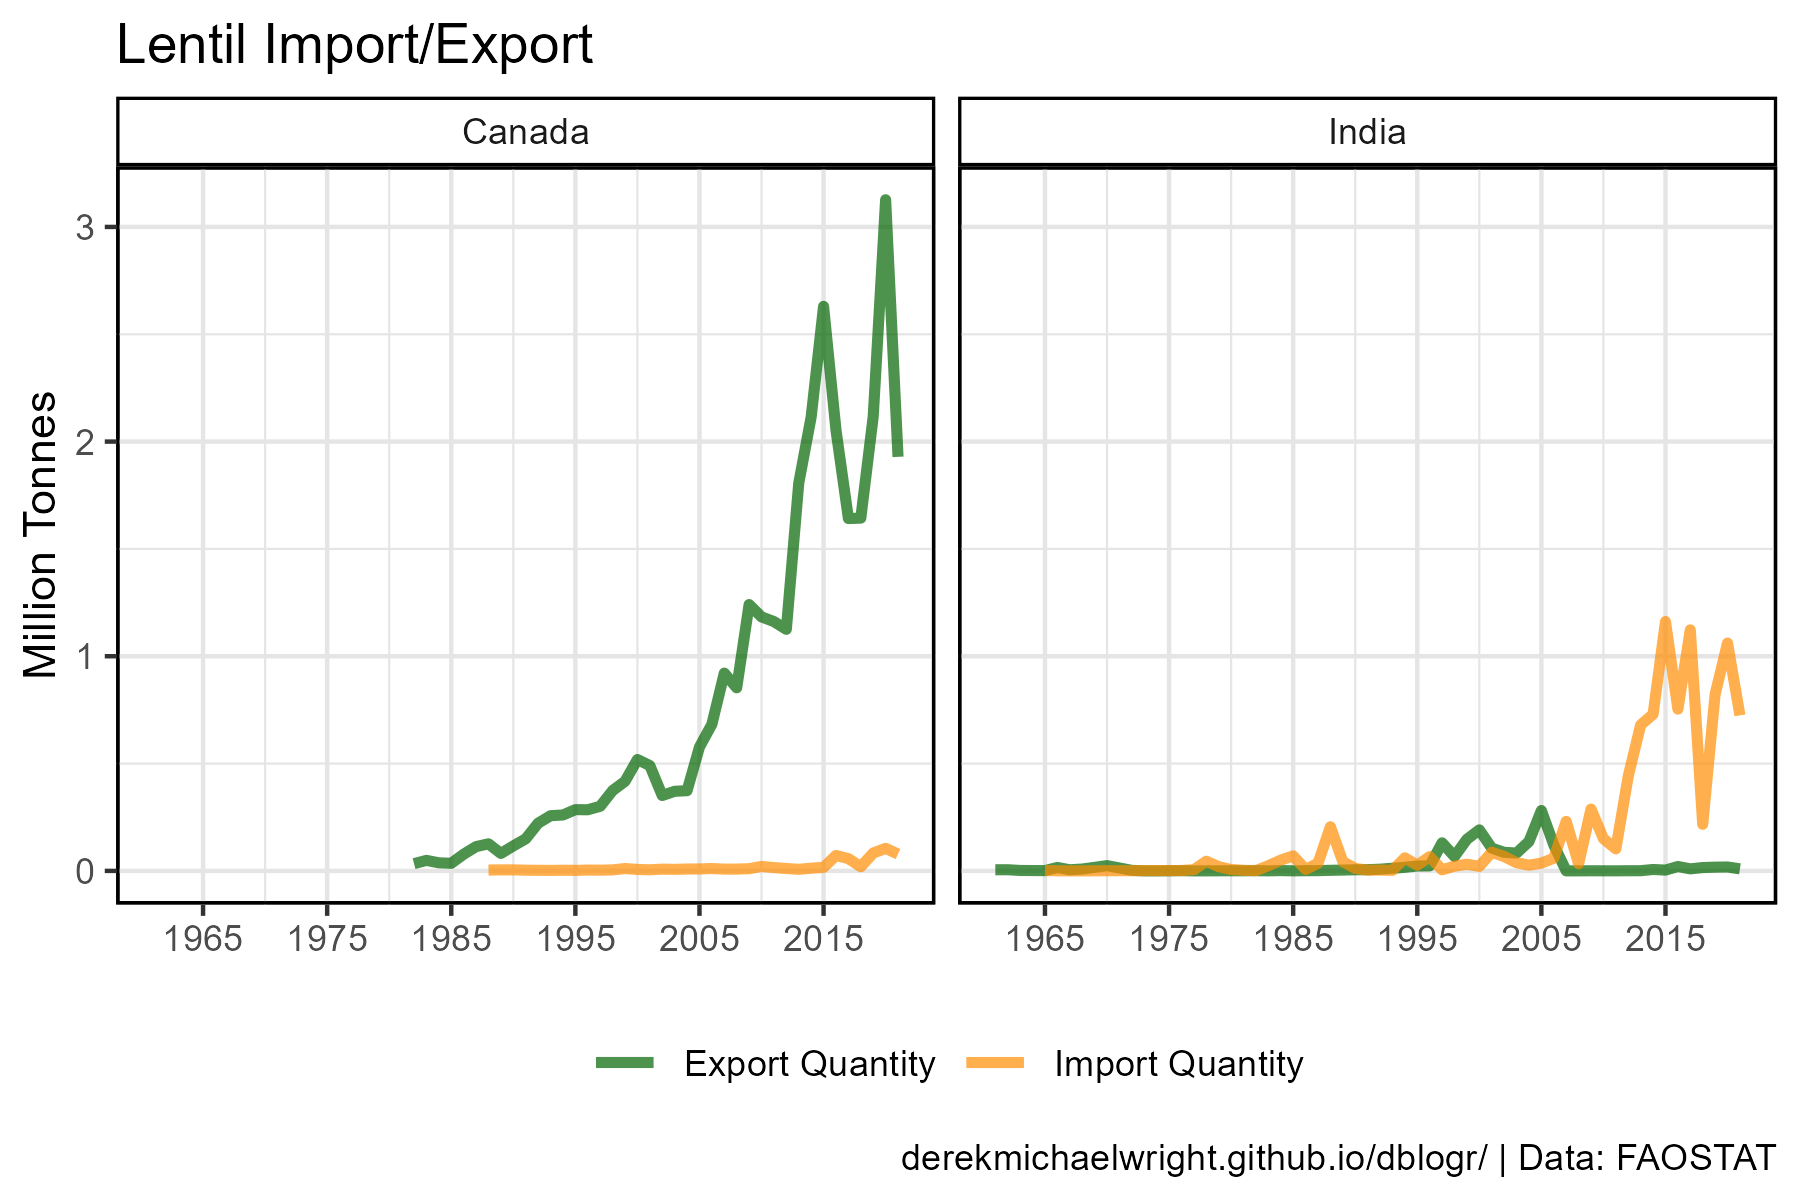 Lentil Import/Export
Canada
India
Million Tonnes
3
2
1
0
1965 1975 1985 1995 2005 2015
1965 1975 1985 1995 2005 2015
Export Quantity
Import Quantity
derekmichaelwright.github.io/dblogr/ | Data: FAOSTAT